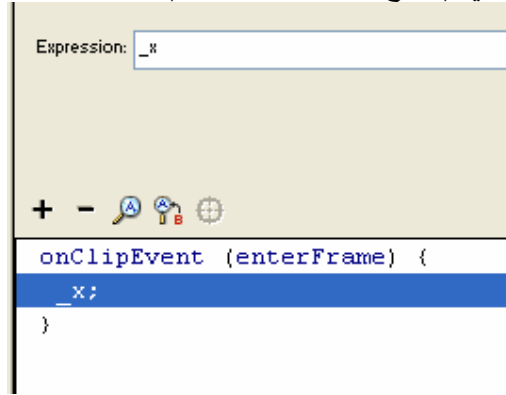 Expression: _x
onClipEvent (enterFrame) {
_x;
}